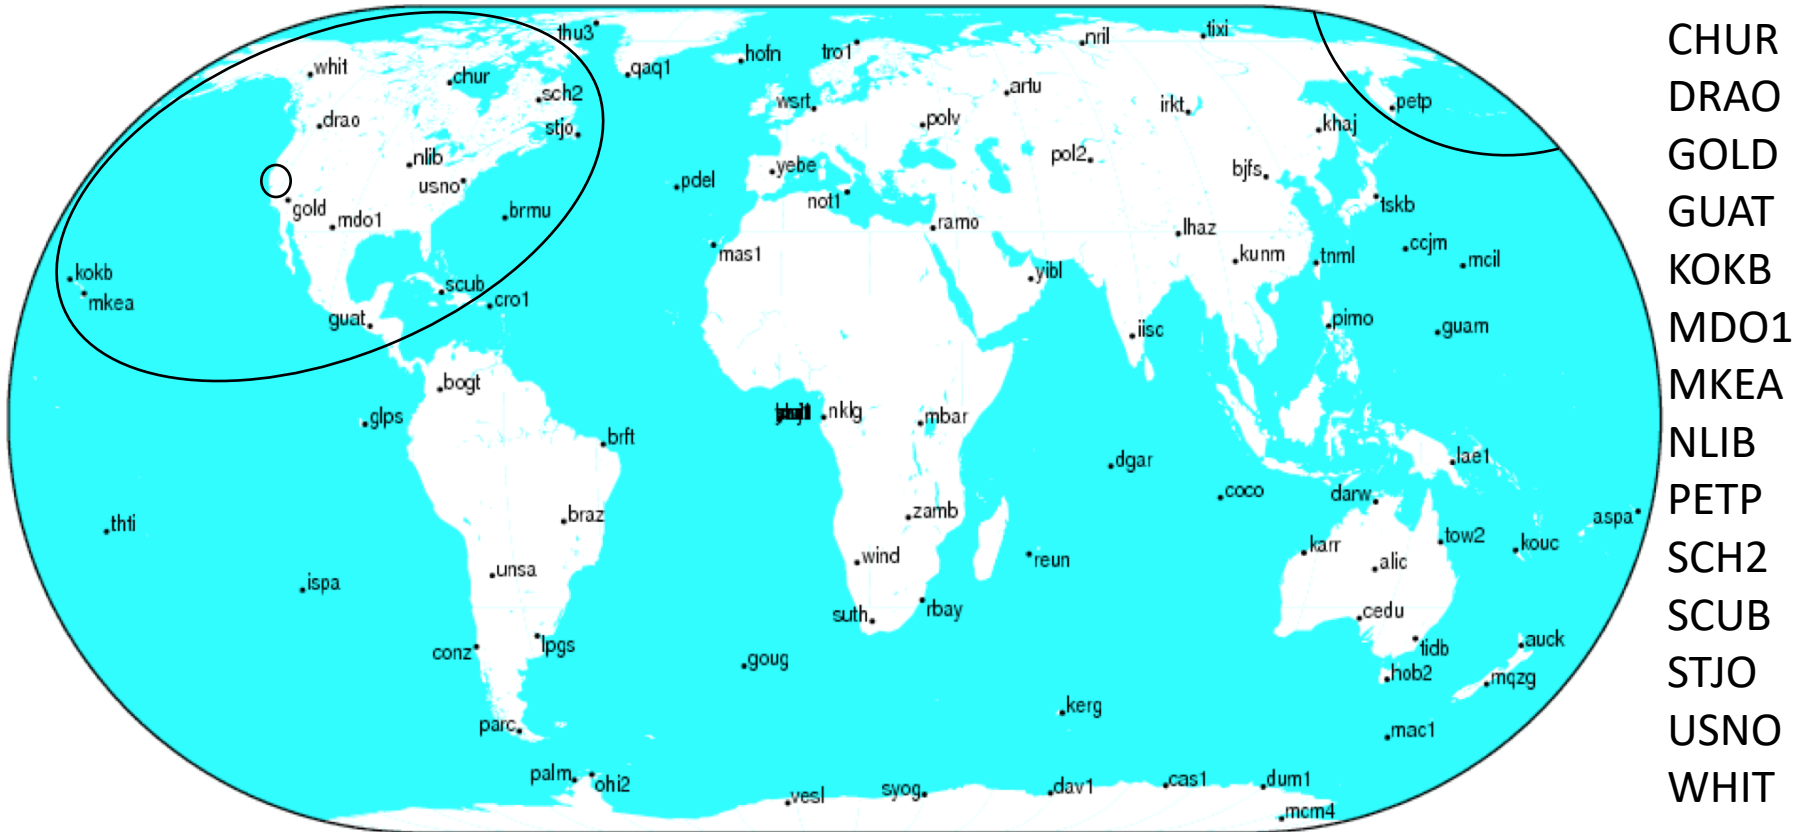 thu3
hofn
tro1
nril
tixi
whit
chur
qaq1
sch2
wsrt
artu
irkt
petp
drao
stjo
polv
khaj
nlib
pol2
usno
pdel
yebe
bjfs
gold
brmu
not1
tskb
mdo1
ramo
lhaz
ccjm
mas1
kunm
tnml
mcil
kokb
yibl
mkea
scub
cro1
guat
iisc
pimo
guam
bogt
glps
nklg
mbar
brft
dgar
lae1
coco
darw
thti
braz
zamb
aspa
wind
reun
karr
tow2
kouc
unsa
alic
ispa
suth
rbay
cedu
conz
lpgs
tidb
auck
goug
hob2
mqzg
parc
kerg
mac1
palm
ohi2
vesl
syog
dav1
cas1
dum1
mcm4
CHUR
DRAO
GOLD
GUAT
KOKB
MDO1
MKEA
NLIB
PETP
SCH2
SCUB
STJO
USNO
WHIT